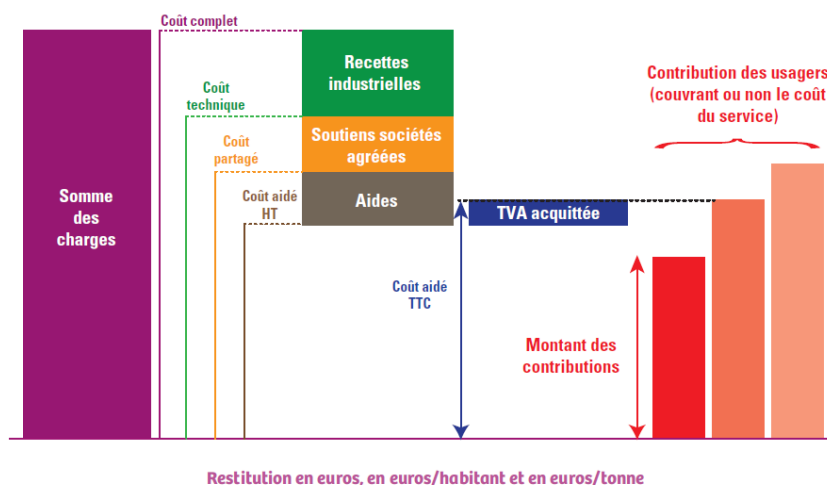 Coût complet
Somme
des
charges
Coût
technique
Coût
partagé
Coût aidé
HT
Recettes
industrielles
Soutiens sociétés
agréées
Aides
TVA acquittée
Coût aidé
TTC
Contribution des usagers
(couvrant ou non le coût
du service)
Montant des
contributions
Restitution en euros, en euros/habitant et en euros/tonne